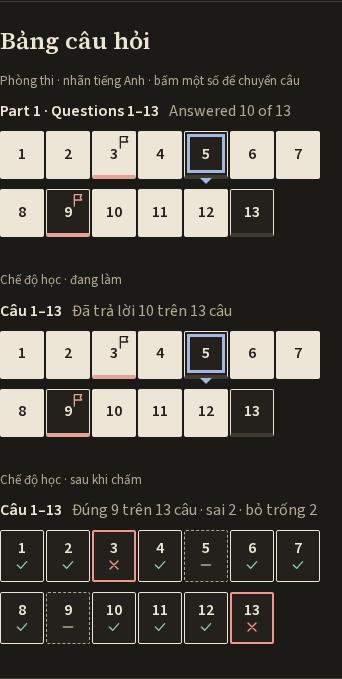 Bảng câu hỏi
Phòng thi · nhãn tiếng Anh · bấm một số để chuyển câu
Part 1 · Questions 1–13 Answered 10 of 13
1 2 3 4 5 6 7
8 9 10 11 12 13
Chế độ học · đang làm
Câu 1–13 Đã trả lời 10 trên 13 câu
1 2 3 4 5 6 7
8 9 10 11 12 13
Chế độ học · sau khi chấm
Câu 1–13 Đúng 9 trên 13 câu · sai 2 · bỏ trống 2
1 2 3 4 5 6 7
8 9 10 11 12 13